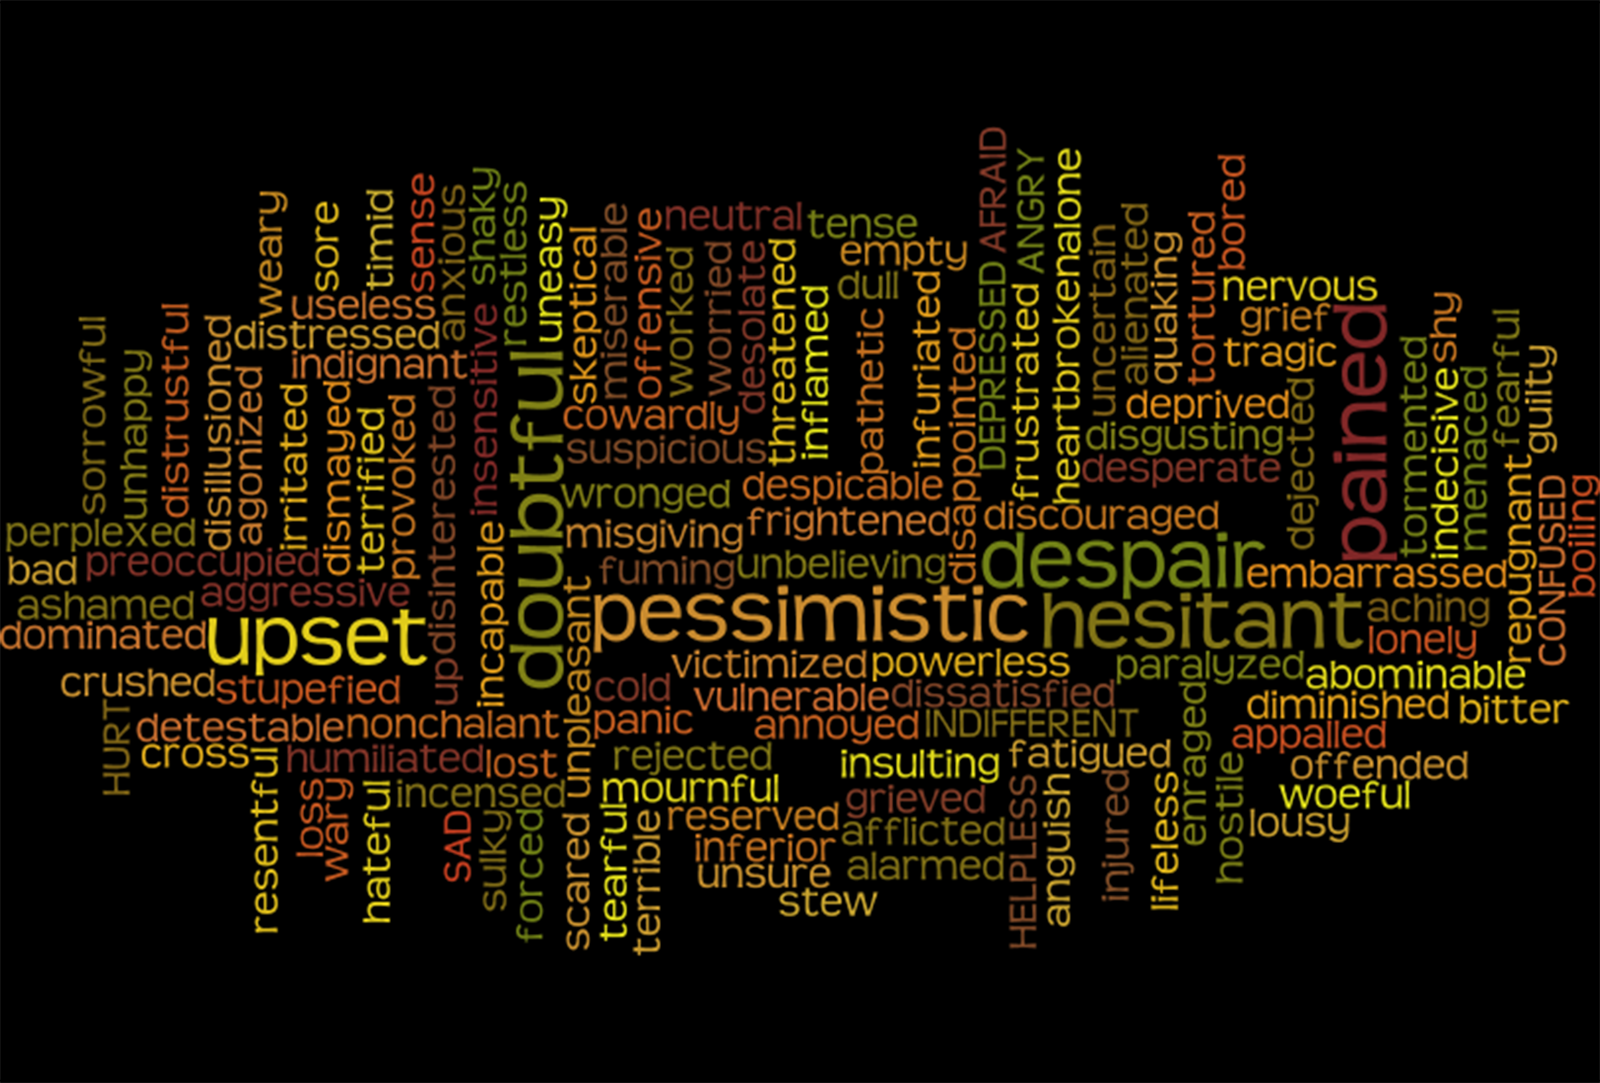 weary
sore
timid
sense
anxious
shaky
restless
uneasy
skeptical
miserable
offensive
neutral
tense
empty
dull
worked
worried
desolate
threatened
inflamed
pathetic
infuriated
disappointed
AFRAID
DEPRESSED
ANGRY
frustrated
heartbrokenalone
uncertain
alienated
quaking
tortured
bored
nervous
grief
tragic
deprived
disgusting
desperate
dejected
pained
tormented
shy
indecisive
menaced
fearful
repugnant
guilty
CONFUSED
boiling
sorrowful
unhappy
distrustful
disillusioned
agonized
useless
distressed
indignant
irritated
dismayed
terrified
provoked
updisinterested
insensitive
incapable
doubtful
cowardly
suspicious
wronged
despicable
misgiving
frightened
discouraged
fuming
unbelieving
despair
embarrassed
perplexed
bad
preoccupied
ashamed
aggressive
dominated
upset
pessimistic
hesitant
aching
lonely
crushed
stupefied
unpleasant
victimized
powerless
paralyzed
abominable
cold
vulnerable
dissatisfied
diminished
bitter
HURT
detestable
nonchalant
panic
annoyed
INDIFFERENT
enraged
appalled
cross
humiliated
lost
rejected
insulting
fatigued
offended
resentful
loss
wary
hateful
incensed
mournful
grieved
woeful
SAD
sulky
forced
scared
tearful
terrible
reserved
afflicted
HELPLESS
anguish
injured
lifeless
hostile
lousy
inferior
alarmed
unsure
stew